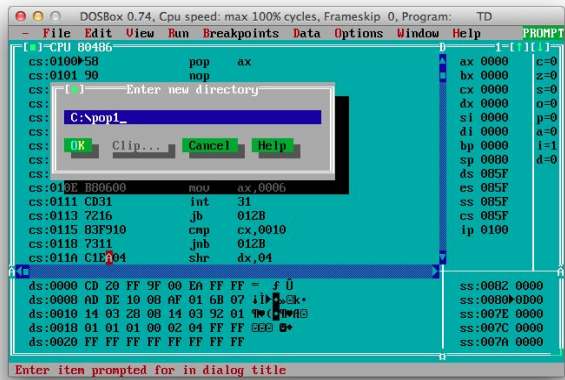 DOSBox 0.74, Cpu speed: max 100% cycles, Frameskip 0, Program: TD
File Edit View Run Breakpoints Data Options Window Help PROMPT
CPU 80486 1
cs:0100 58 pop ax ax 0000 c=0
cs:0101 90 nop bx 0000 z=0
cs: Enter new directory cx 0000 s=0
cs: dx 0000 o=0
cs: C:\pop1_ si 0000 p=0
cs: di 0000 a=0
cs: OK Clip... Cancel Help bp 0000 i=1
cs: sp 0080 d=0
cs: ds 085F
cs:010E B80600 mov ax,0006 es 085F
cs:0111 CD31 int 31 ss 085F
cs:0113 7216 jb 012B cs 085F
cs:0115 83F910 cmp cx,0010 ip 0100
cs:0118 7311 jnb 012B
cs:011A C1EA04 shr dx,04
ds:0000 CD 20 FF 9F 00 EA FF FF = ƒ Û ss:0082 0000
ds:0008 AD DE 10 08 AF 01 6B 07 ss:0080 0D00
ds:0010 14 03 28 08 14 03 92 01 ss:007E 0000
ds:0018 01 01 01 00 02 04 FF FF ss:007C 0000
ds:0020 FF FF FF FF FF FF FF FF ss:007A 0000
Enter item prompted for in dialog title